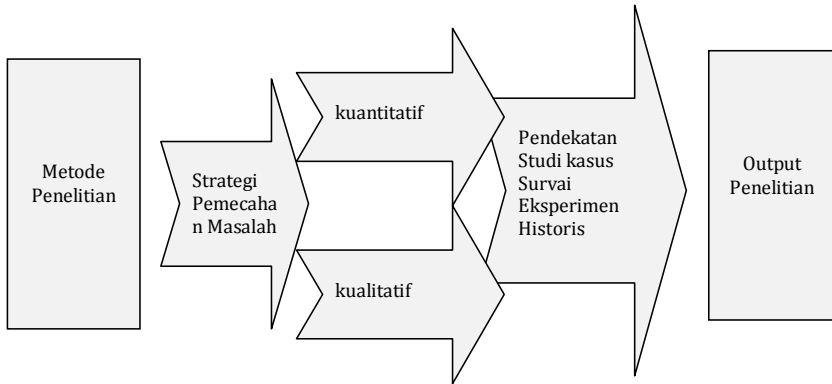 Metode
Penelitian
Strategi
Pemecaha
n Masalah
kuantitatif
kualitatif
Pendekatan
Studi kasus
Survai
Eksperimen
Historis
Output
Penelitian